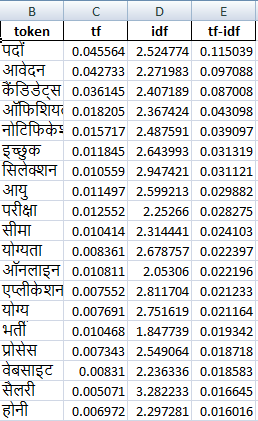 B C D E
token tf idf tf-idf
पदों 0.045564 2.524774 0.115039
आवेदन 0.042733 2.271983 0.097088
कैंडिडेट्स 0.036145 2.407189 0.087008
ऑफिशियल 0.018205 2.367424 0.043098
नोटिफिकेश 0.015717 2.487591 0.039097
इच्छुक 0.011845 2.643993 0.031319
सिलेक्शन 0.010559 2.947421 0.031121
आयु 0.011497 2.599213 0.029882
परीक्षा 0.012552 2.25266 0.028275
सीमा 0.010414 2.314441 0.024103
योग्यता 0.008361 2.678757 0.022397
ऑनलाइन 0.010811 2.05306 0.022196
एप्लीकेशन 0.007552 2.811704 0.021233
योग्य 0.007691 2.751619 0.021164
भर्ती 0.010468 1.847739 0.019342
प्रोसेस 0.007343 2.549064 0.018718
वेबसाइट 0.00831 2.236336 0.018583
सैलरी 0.005071 3.282233 0.016645
होनी 0.006972 2.297281 0.016016